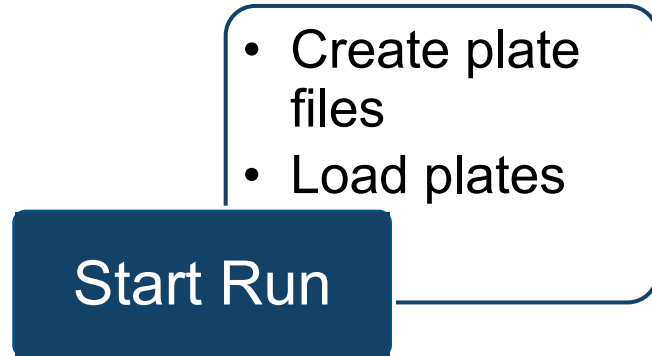 • Create plate
files
• Load plates
Start Run